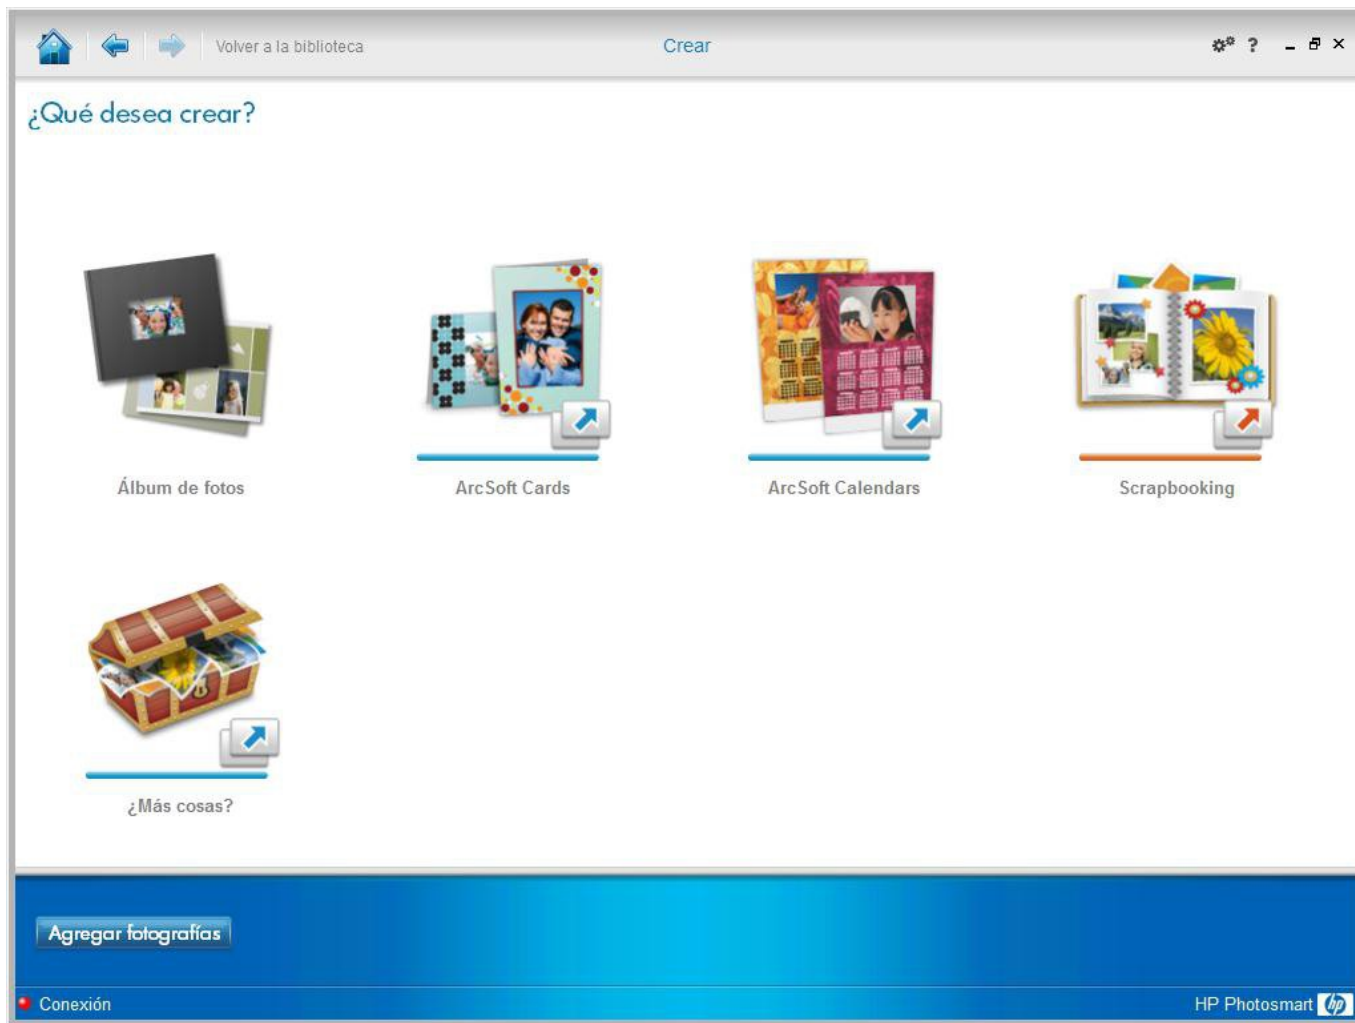 Volver a la biblioteca
Crear
?
¿Qué desea crear?
Álbum de fotos
ArcSoft Cards
ArcSoft Calendars
Scrapbooking
¿Más cosas?
Agregar fotografías
Conexión
HP Photosmart hp